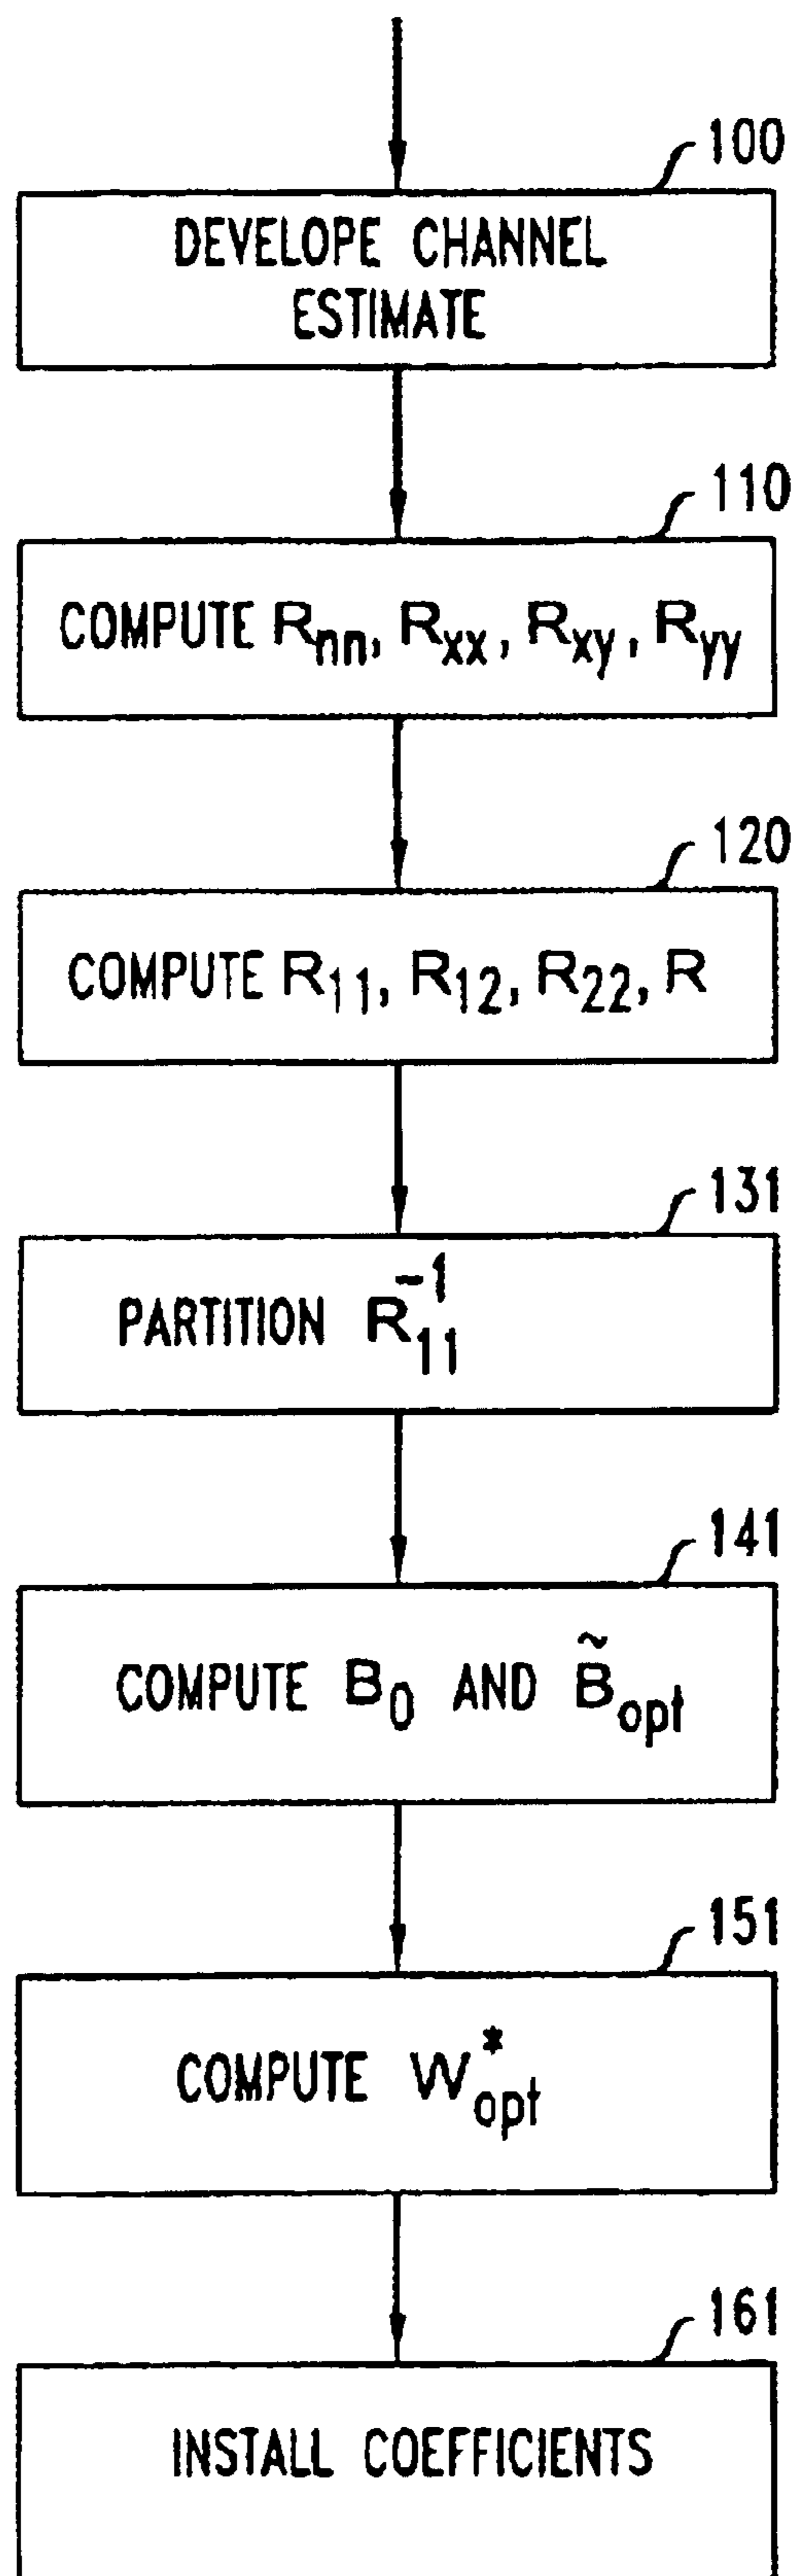 100
DEVELOPE CHANNEL
ESTIMATE
110
COMPUTE Rnn, Rxx, Rxy, Ryy
120
COMPUTE R11, R12, R22, R
131
PARTITION R11^-1
141
COMPUTE B0 AND B̃opt
151
COMPUTE W*opt
161
INSTALL COEFFICIENTS